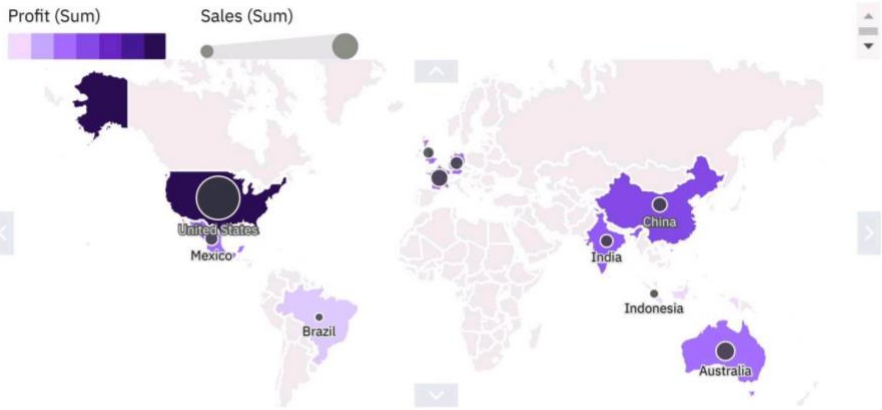 Profit (Sum)
Sales (Sum)
United States
Mexico
Brazil
China
India
Indonesia
Australia